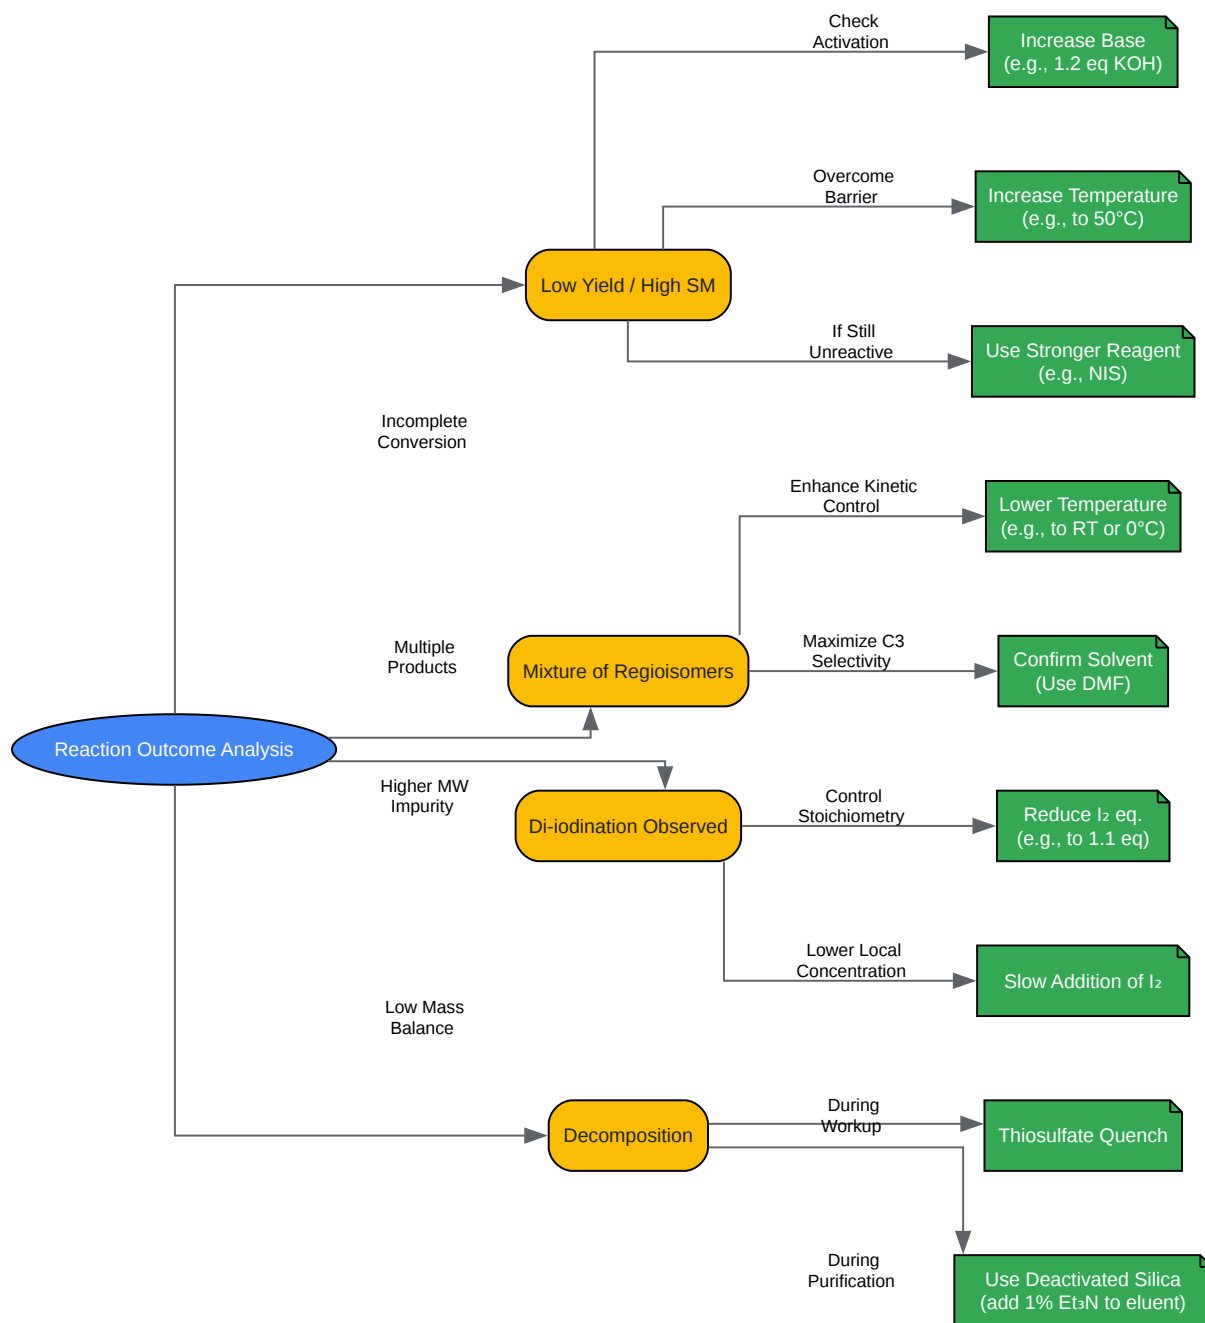 Check
Activation
Increase Base
(e.g., 1.2 eq KOH)
Overcome
Barrier
Increase Temperature
(e.g., to 50°C)
Low Yield / High SM
If Still
Unreactive
Use Stronger Reagent
(e.g., NIS)
Incomplete
Conversion
Enhance Kinetic
Control
Lower Temperature
(e.g., to RT or 0°C)
Multiple
Products
Mixture of Regioisomers
Maximize C3
Selectivity
Confirm Solvent
(Use DMF)
Reaction Outcome Analysis
Higher MW
Impurity
Di-iodination Observed
Control
Stoichiometry
Reduce I₂ eq.
(e.g., to 1.1 eq)
Lower Local
Concentration
Slow Addition of I₂
Low Mass
Balance
Decomposition
During
Workup
Thiosulfate Quench
During
Purification
Use Deactivated Silica
(add 1% Et₃N to eluent)